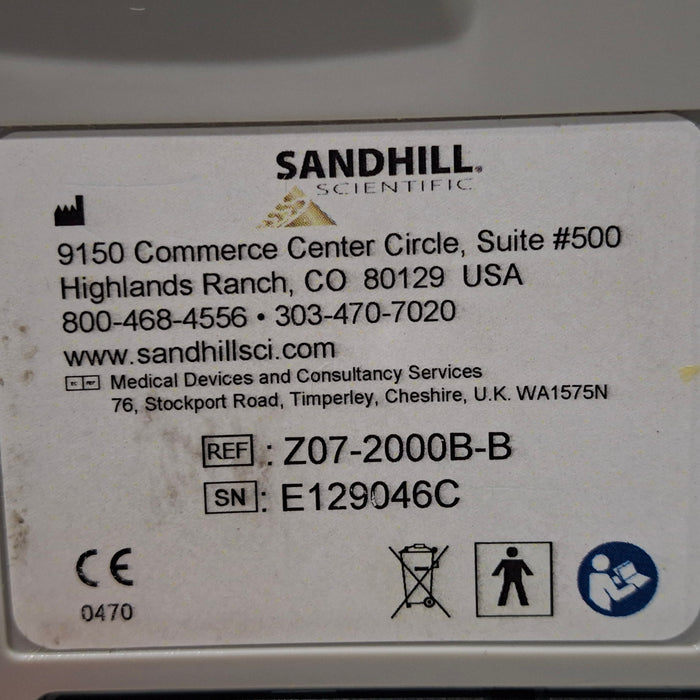 SANDHILL®
SCIENTIFIC
9150 Commerce Center Circle, Suite #500
Highlands Ranch, CO 80129 USA
800-468-4556 • 303-470-7020
www.sandhillsci.com
EC REP Medical Devices and Consultancy Services
76, Stockport Road, Timperley, Cheshire, U.K. WA1575N
REF : Z07-2000B-B
SN : E129046C
CE
0470